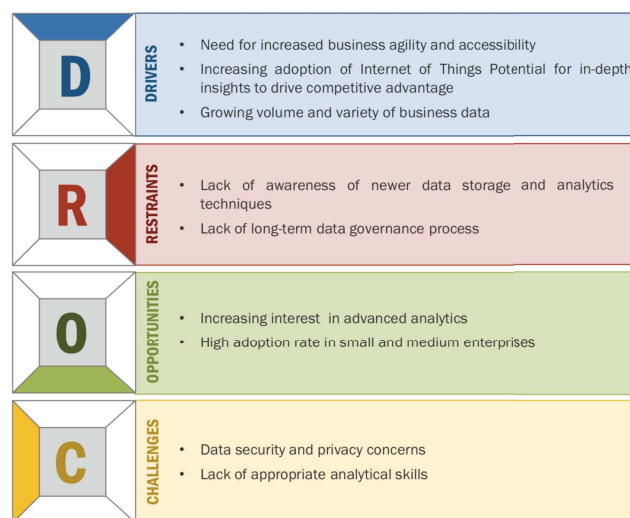 D
DRIVERS
• Need for increased business agility and accessibility
• Increasing adoption of Internet of Things Potential for in-depth
insights to drive competitive advantage
• Growing volume and variety of business data
R
RESTRAINTS
• Lack of awareness of newer data storage and analytics
techniques
• Lack of long-term data governance process
O
OPPORTUNITIES
• Increasing interest in advanced analytics
• High adoption rate in small and medium enterprises
C
CHALLENGES
• Data security and privacy concerns
• Lack of appropriate analytical skills